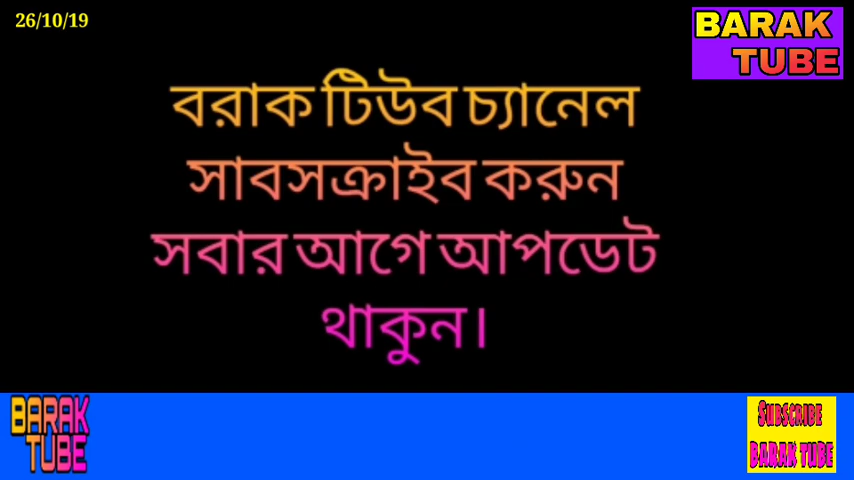 26/10/19
BARAK
TUBE
বরাক টিউব চ্যানেল
সাবসক্রাইব করুন
সবার আগে আপডেট
থাকুন।
BARAK
TUBE
SUBSCRIBE
BARAK TUBE